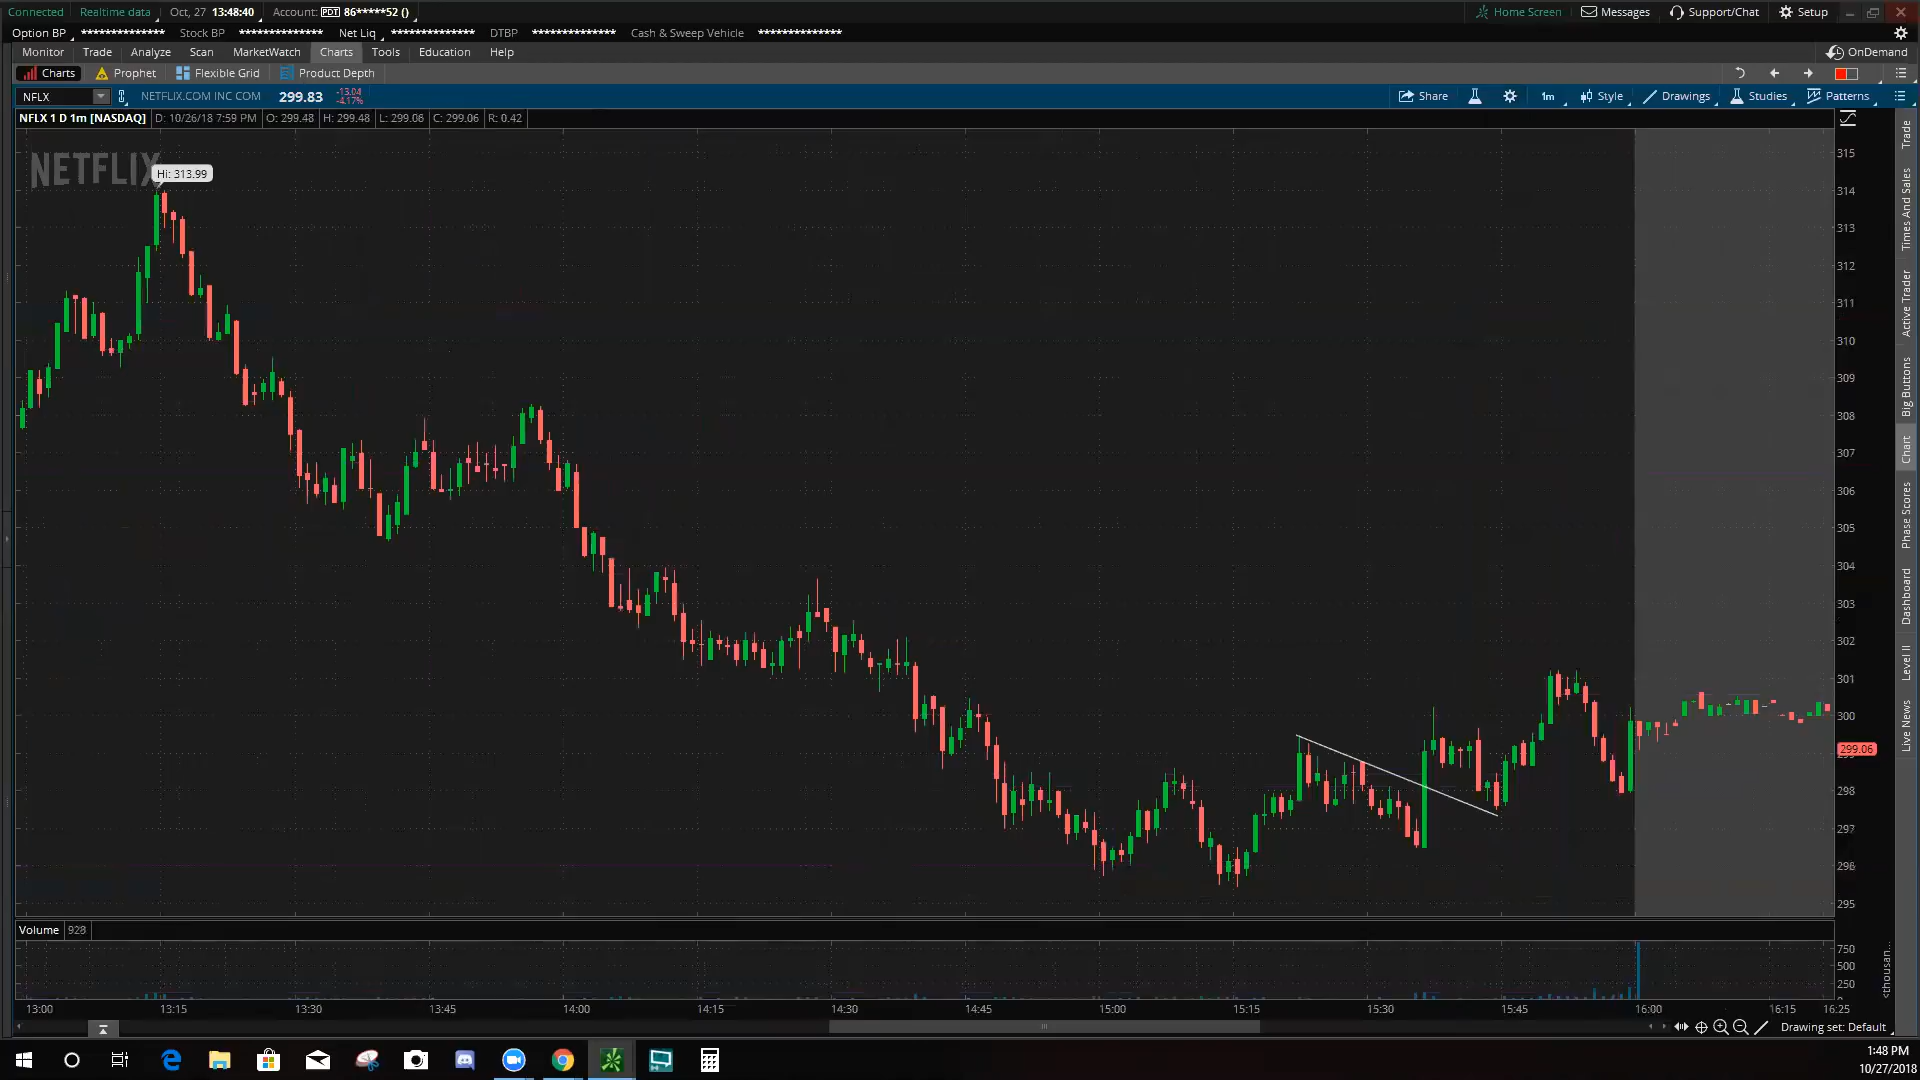 Connected Realtime data Oct, 27 13:48:40 Account: PDT 86*****52 () Home Screen Messages Support/Chat Setup
Option BP ************** Stock BP ************** Net Liq ************** DTBP ************** Cash & Sweep Vehicle **************
Monitor Trade Analyze Scan MarketWatch Charts Tools Education Help OnDemand
Charts Prophet Flexible Grid Product Depth
NFLX NETFLIX.COM INC COM 299.83 -13.04 -4.17% Share 1m Style Drawings Studies Patterns
NFLX 1 D 1m [NASDAQ] D: 10/26/18 7:59 PM O: 299.48 H: 299.48 L: 299.06 C: 299.06 R: 0.42
NETFLIX
Hi: 313.99
315
314
313
312
311
310
309
308
307
306
305
304
303
302
301
300
299.06
298
297
296
295
Trade
Times And Sales
Active Trader
Big Buttons
Chart
Phase Scores
Dashboard
Level II
Live News
Volume 928
750
500
250
<thousan...
13:00 13:15 13:30 13:45 14:00 14:15 14:30 14:45 15:00 15:15 15:30 15:45 16:00 16:15 16:25
Drawing set: Default
1:48 PM
10/27/2018